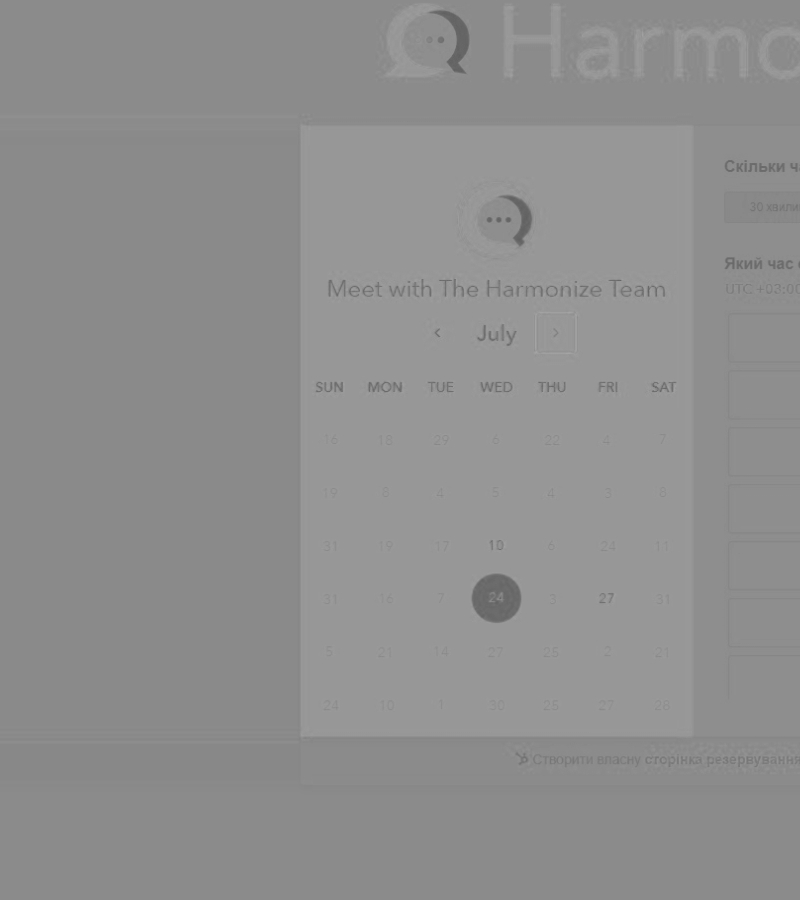 Harmo
Meet with The Harmonize Team
July
SUN MON TUE WED THU FRI SAT
16 18 29 6 22 4 7
19 8 4 5 4 3 8
31 19 17 10 6 24 11
31 16 7 24 3 27 31
5 21 14 27 25 2 21
24 10 1 30 25 27 28
Скільки
30
Який час
UTC +03:00
Створити власну сторінка резервування